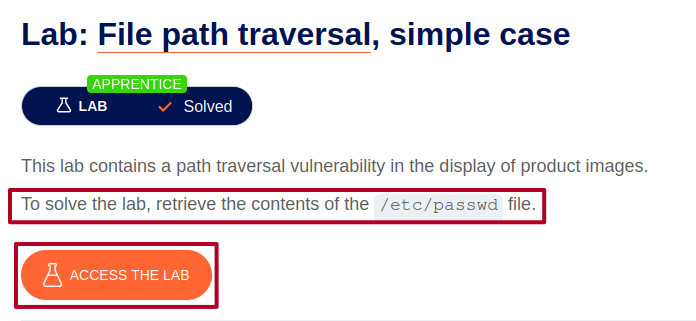 Lab: File path traversal, simple case
APPRENTICE
LAB Solved
This lab contains a path traversal vulnerability in the display of product images.
To solve the lab, retrieve the contents of the /etc/passwd file.
ACCESS THE LAB